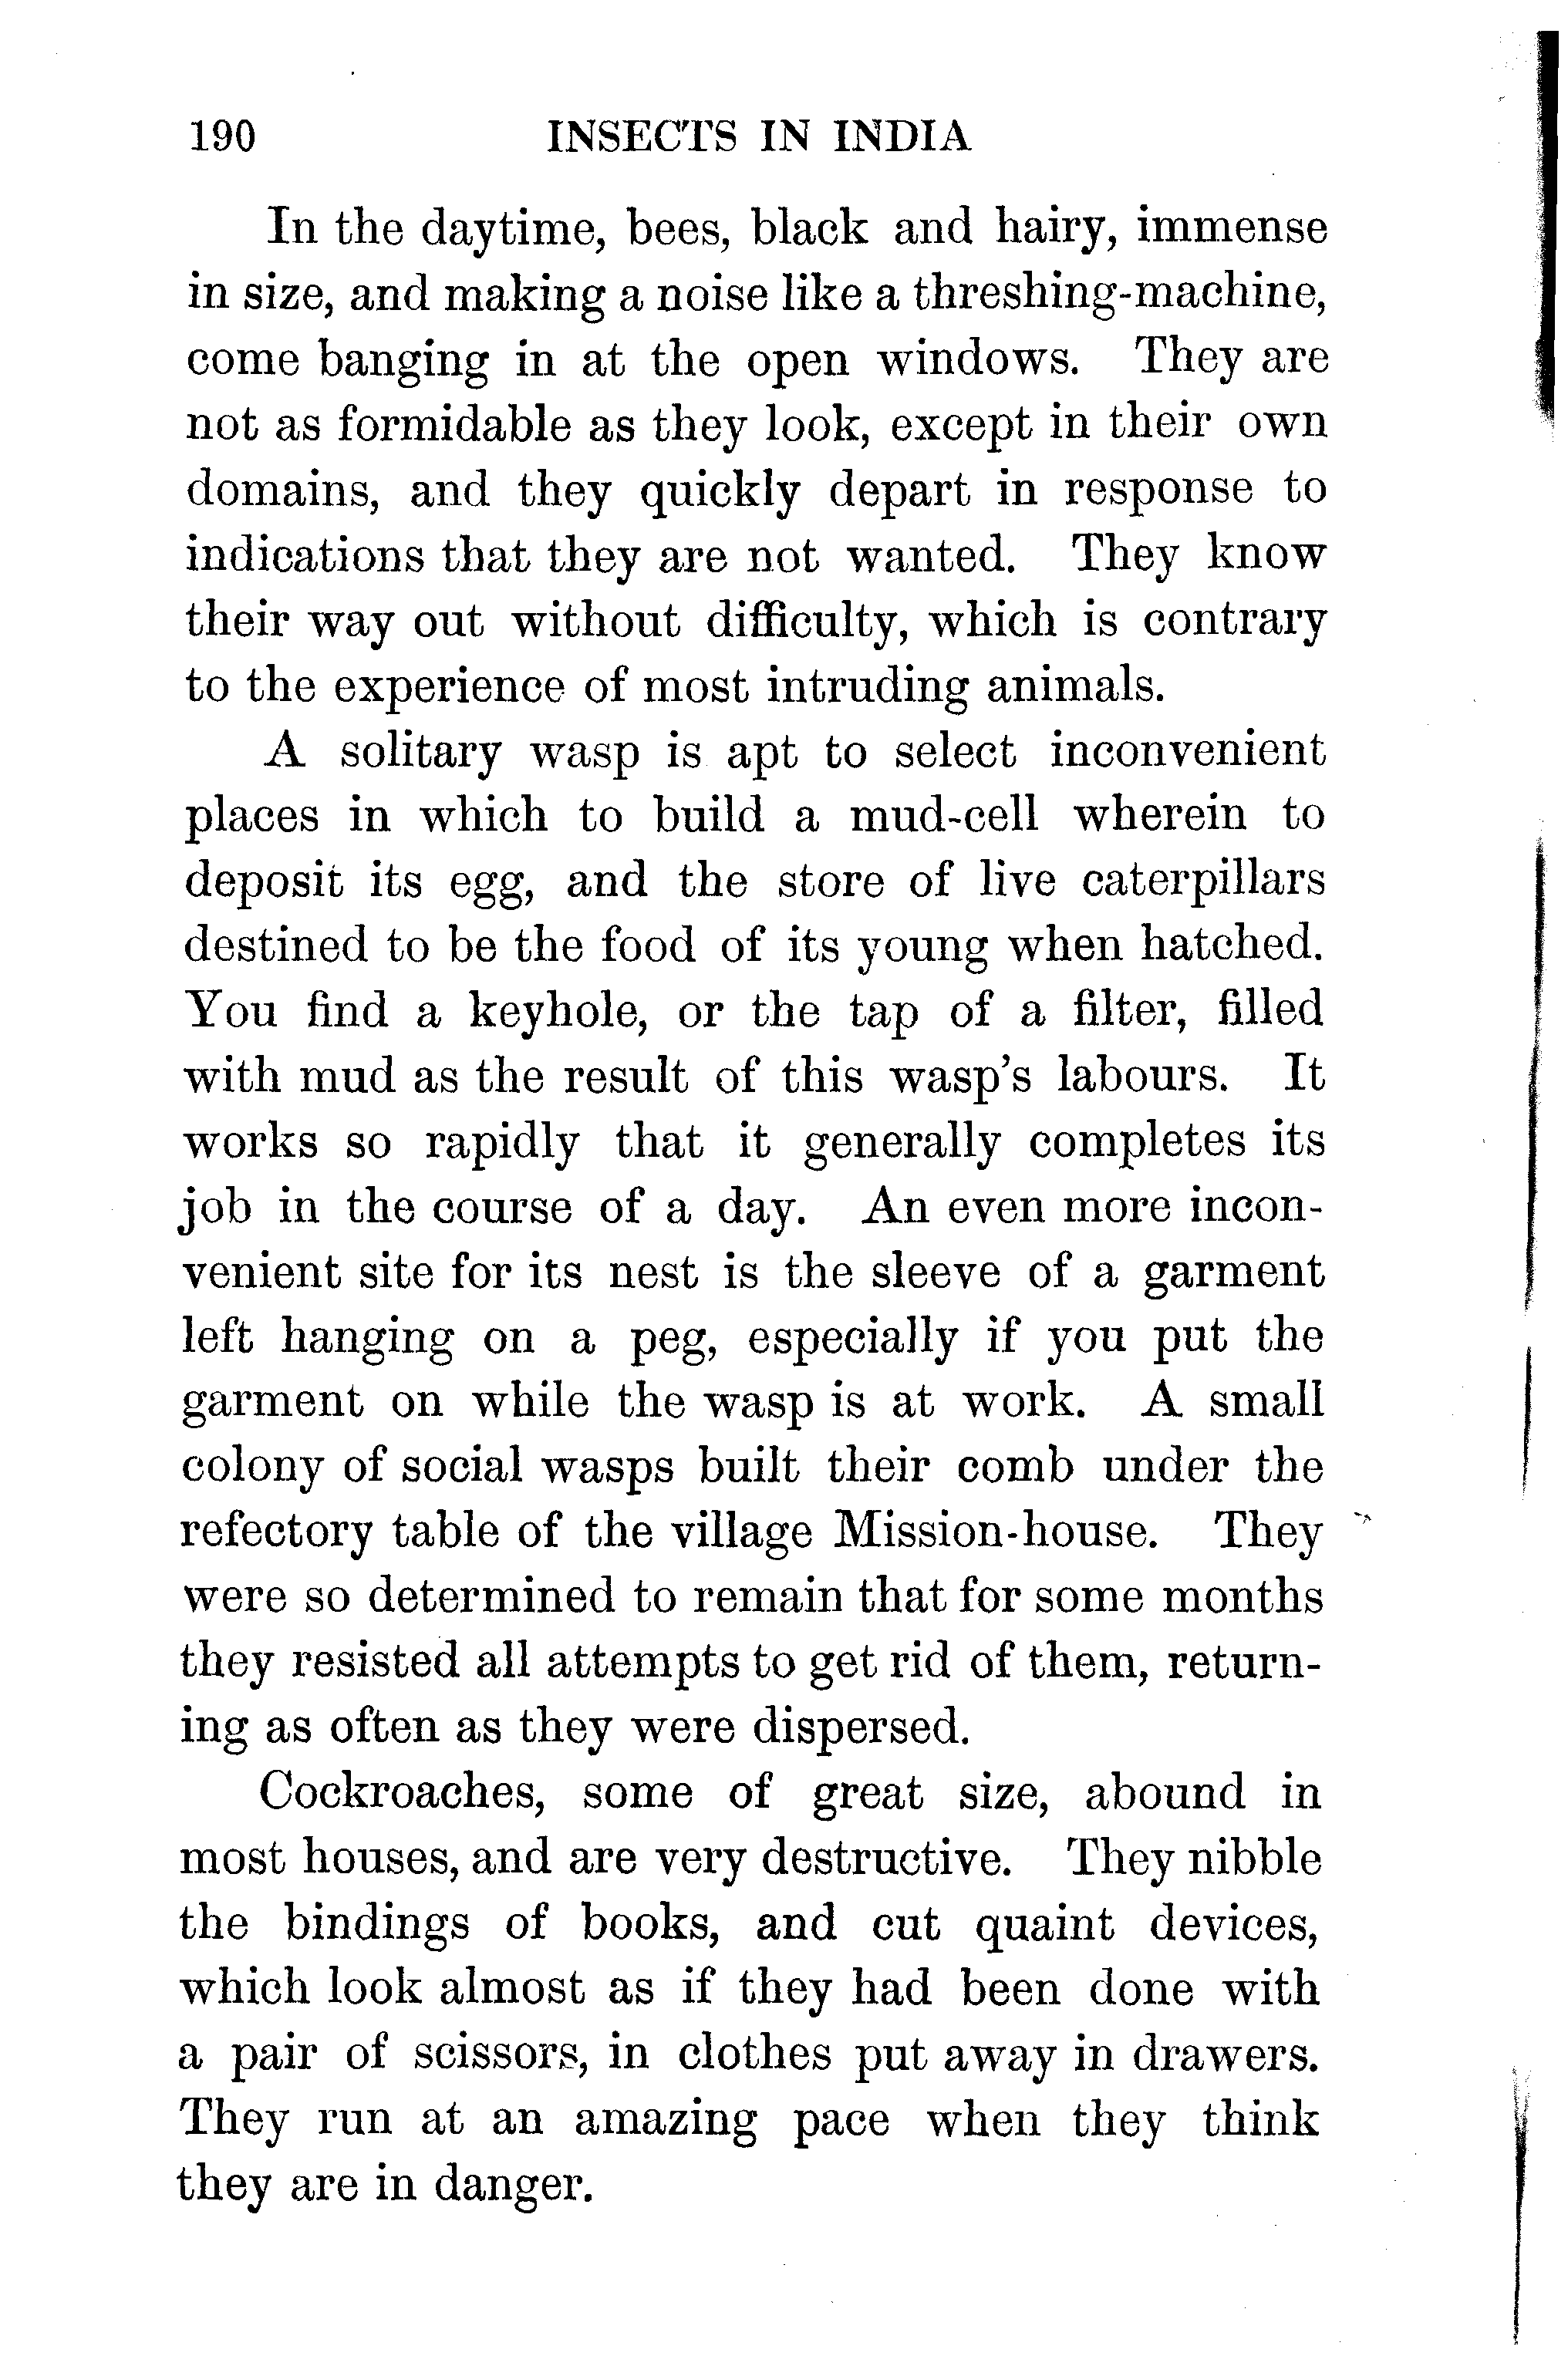 190 INSECTS IN INDIA
In the daytime, bees, black and hairy, immense
in size, and making a noise like a threshing-machine,
come banging in at the open windows. They are
not as formidable as they look, except in their own
domains, and they quickly depart in response to
indications that they are not wanted. They know
their way out without difficulty, which is contrary
to the experience of most intruding animals.
A solitary wasp is apt to select inconvenient
places in which to build a mud-cell wherein to
deposit its egg, and the store of live caterpillars
destined to be the food of its young when hatched.
You find a keyhole, or the tap of a filter, filled
with mud as the result of this wasp's labours. It
works so rapidly that it generally completes its
job in the course of a day. An even more incon-
venient site for its nest is the sleeve of a garment
left hanging on a peg, especially if you put the
garment on while the wasp is at work. A small
colony of social wasps built their comb under the
refectory table of the village Mission-house. They
were so determined to remain that for some months
they resisted all attempts to get rid of them, return-
ing as often as they were dispersed.
Cockroaches, some of great size, abound in
most houses, and are very destructive. They nibble
the bindings of books, and cut quaint devices,
which look almost as if they had been done with
a pair of scissors, in clothes put away in drawers.
They run at an amazing pace when they think
they are in danger.